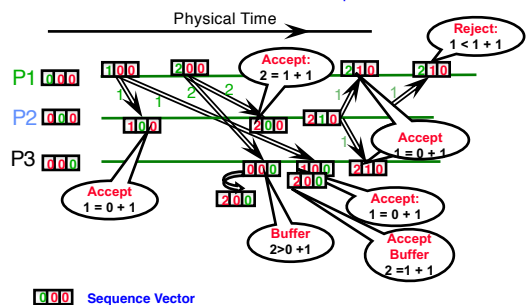 Physical Time
Reject:
1 < 1 + 1
Accept:
2 = 1 + 1
P1
000
100
200
210
210
1
1
2
2
1
1
P2
000
100
200
210
1
Accept
1 = 0 + 1
P3
000
000
100
210
200
200
Accept
1 = 0 + 1
Accept:
1 = 0 + 1
Buffer
2>0 +1
Accept
Buffer
2 =1 + 1
000
Sequence Vector